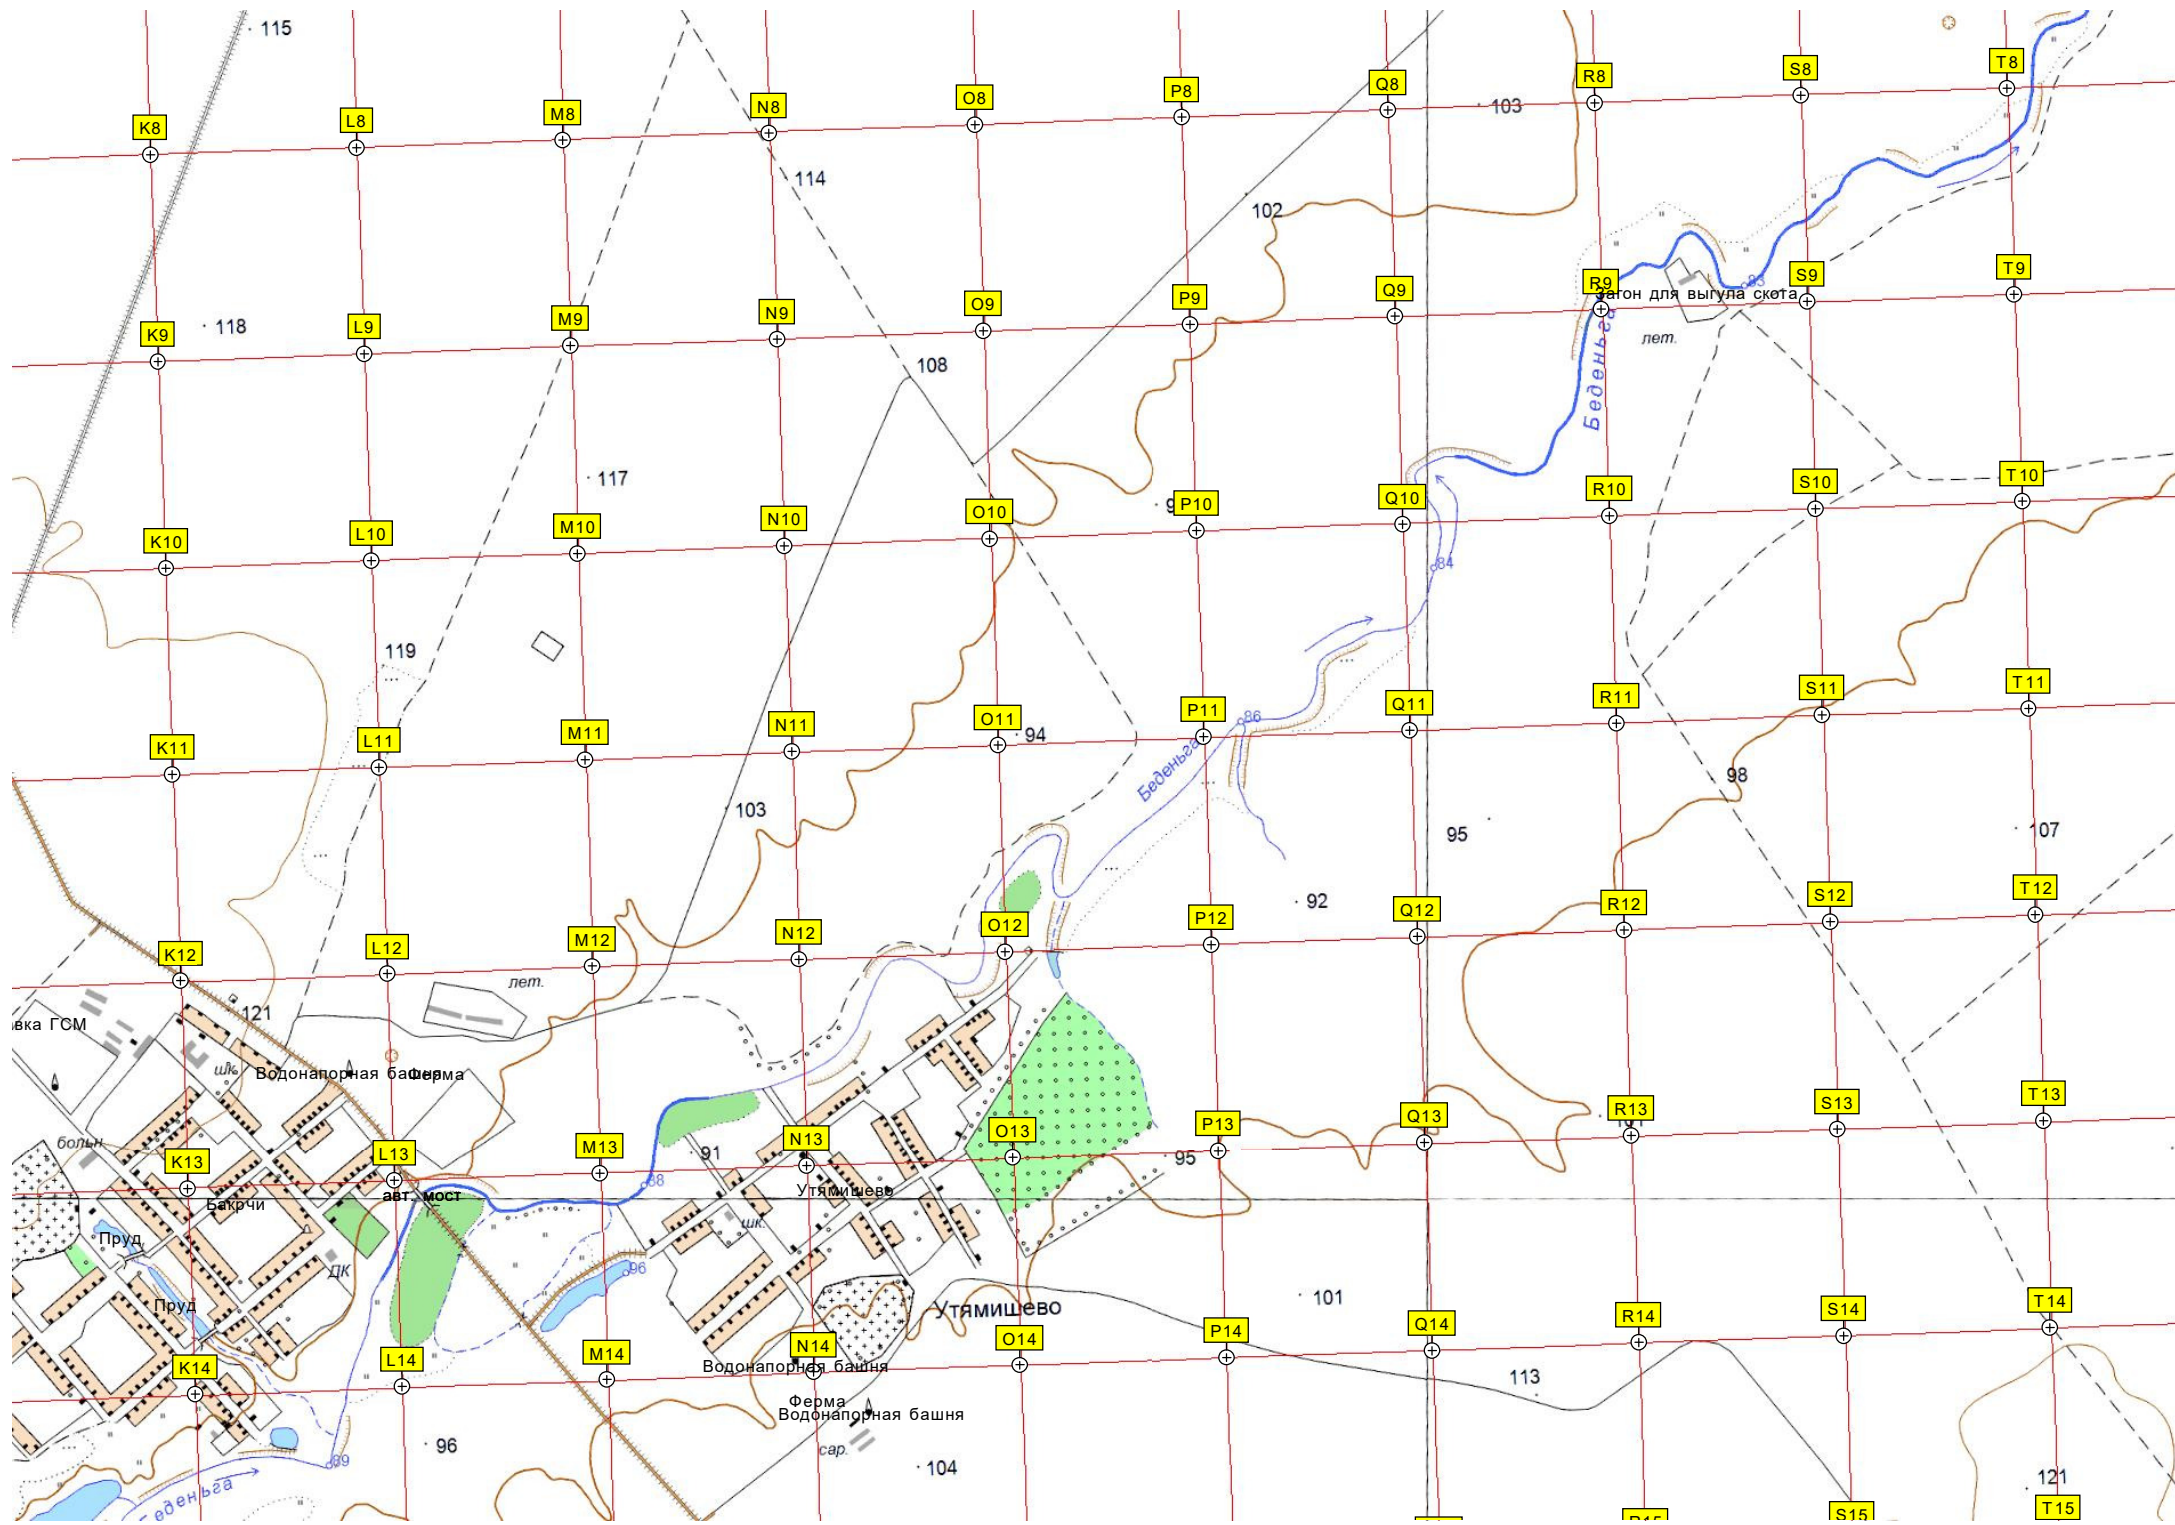 115
K8 L8 M8 N8 O8 P8 Q8 R8 S8 T8
103
114
102
K9 L9 M9 N9 O9 P9 Q9 R9 S9 T9
118
83
Загон для выгула скота
лет.
Беденьга
108
117
K10 L10 M10 N10 O10 P10 Q10 R10 S10 T10
84
119
K11 L11 M11 N11 O11 P11 Q11 R11 S11 T11
94
86
Беденьга
98
103
95
107
92
K12 L12 M12 N12 O12 P12 Q12 R12 S12 T12
лет.
121
шк.
Водонапорная башня
Ферма
больн
K13 L13 M13 N13 O13 P13 Q13 R13 S13 T13
91
95
88
авт. мост
Бакрчи
Утямишево
шк.
Пруд
ДК
96
Пруд
Утямишево
101
K14 L14 M14 N14 O14 P14 Q14 R14 S14 T14
Водонапорная башня
113
Ферма
Водонапорная башня
сар.
96
104
89
121
S15 T15